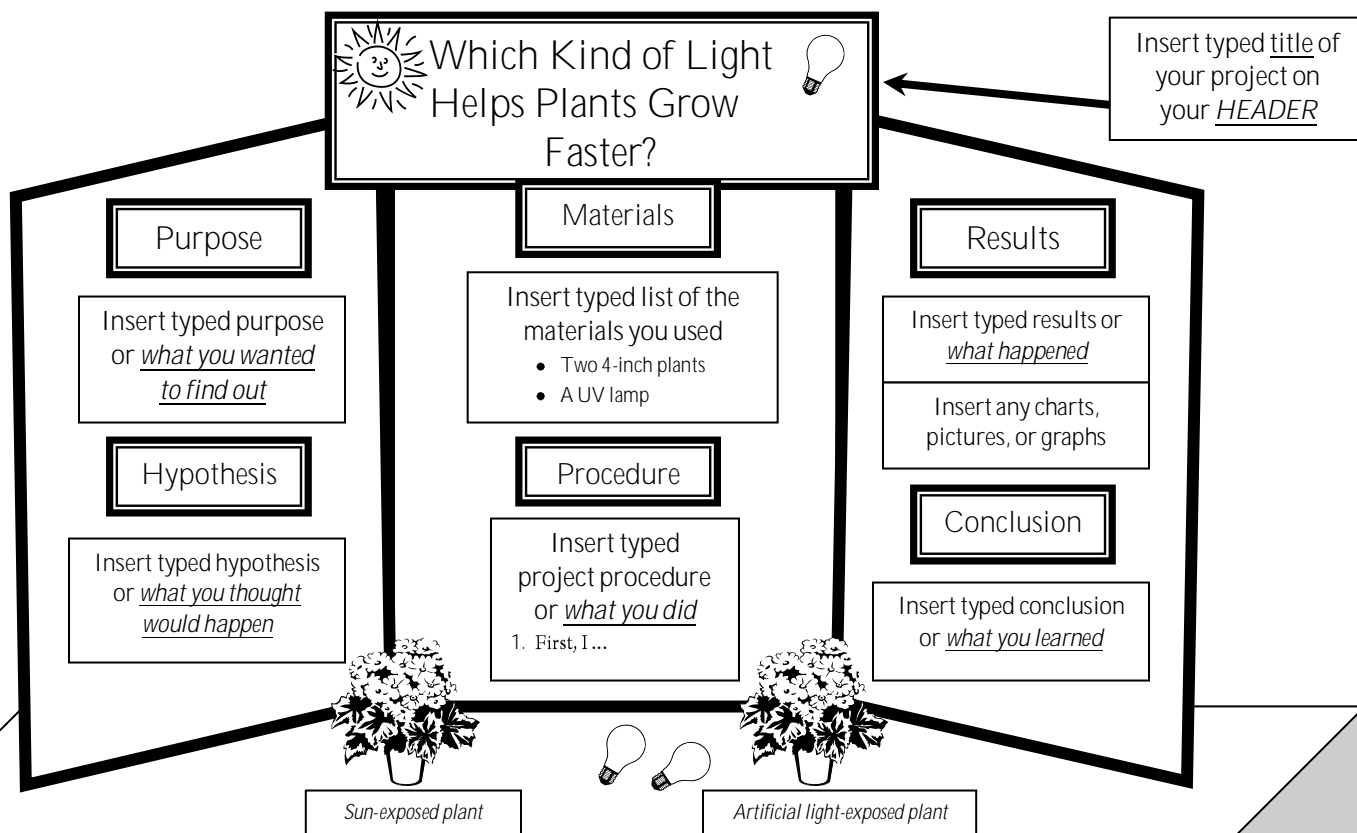 Which Kind of Light
Helps Plants Grow
Faster?
Insert typed title of
your project on
your HEADER
Purpose
Insert typed purpose
or what you wanted
to find out
Hypothesis
Insert typed hypothesis
or what you thought
would happen
Materials
Insert typed list of the
materials you used
• Two 4-inch plants
• A UV lamp
Procedure
Insert typed
project procedure
or what you did
1. First, I ...
Results
Insert typed results or
what happened
Insert any charts,
pictures, or graphs
Conclusion
Insert typed conclusion
or what you learned
Sun-exposed plant
Artificial light-exposed plant